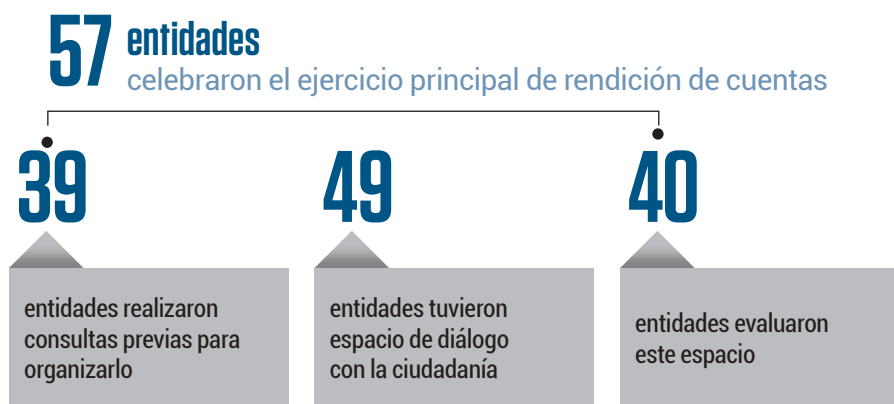 57 entidades
celebraron el ejercicio principal de rendición de cuentas
39
entidades realizaron
consultas previas para
organizarlo
49
entidades tuvieron
espacio de diálogo
con la ciudadanía
40
entidades evaluaron
este espacio